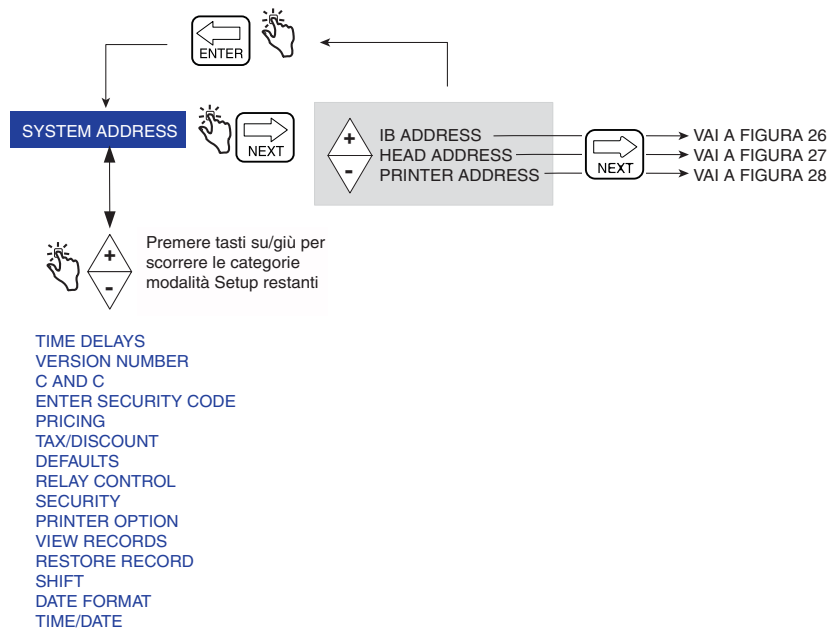 ENTER
SYSTEM ADDRESS
NEXT
+
-
IB ADDRESS
HEAD ADDRESS
PRINTER ADDRESS
NEXT
VAI A FIGURA 26
VAI A FIGURA 27
VAI A FIGURA 28
+
-
Premere tasti su/giù per
scorrere le categorie
modalità Setup restanti
TIME DELAYS
VERSION NUMBER
C AND C
ENTER SECURITY CODE
PRICING
TAX/DISCOUNT
DEFAULTS
RELAY CONTROL
SECURITY
PRINTER OPTION
VIEW RECORDS
RESTORE RECORD
SHIFT
DATE FORMAT
TIME/DATE